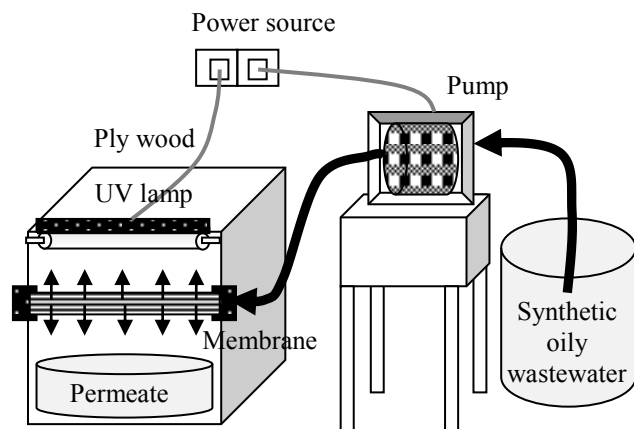 Power source
Pump
Ply wood
UV lamp
Membrane
Synthetic
oily
wastewater
Permeate